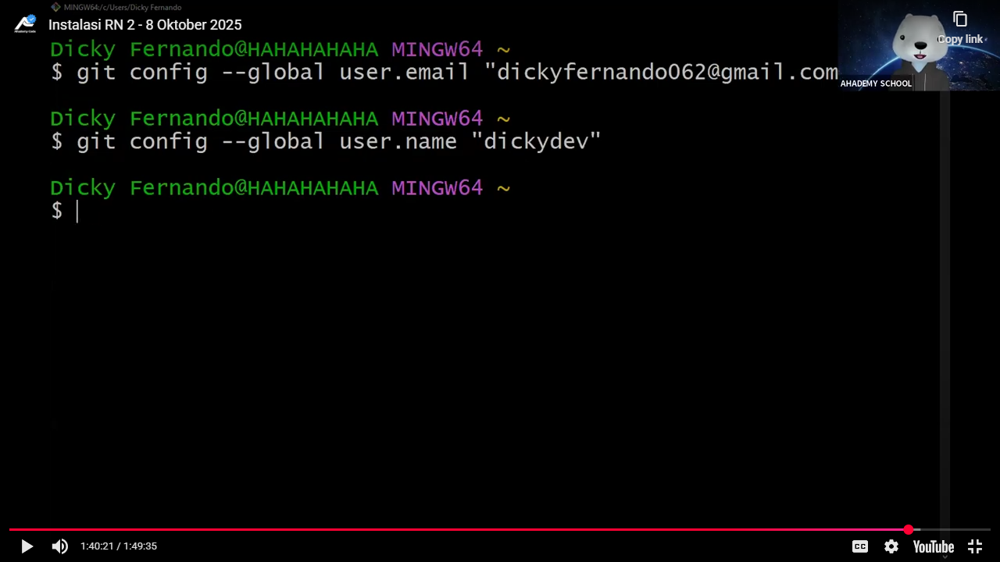 MINGW64:/c/Users/Dicky Fernando
Instalasi RN 2 - 8 Oktober 2025
Copy link
AHADEMY SCHOOL
Dicky Fernando@HAHAHAHAHA MINGW64 ~
$ git config --global user.email "dickyfernando062@gmail.com
Dicky Fernando@HAHAHAHAHA MINGW64 ~
$ git config --global user.name "dickydev"
Dicky Fernando@HAHAHAHAHA MINGW64 ~
$
1:40:21 / 1:49:35
CC
YouTube